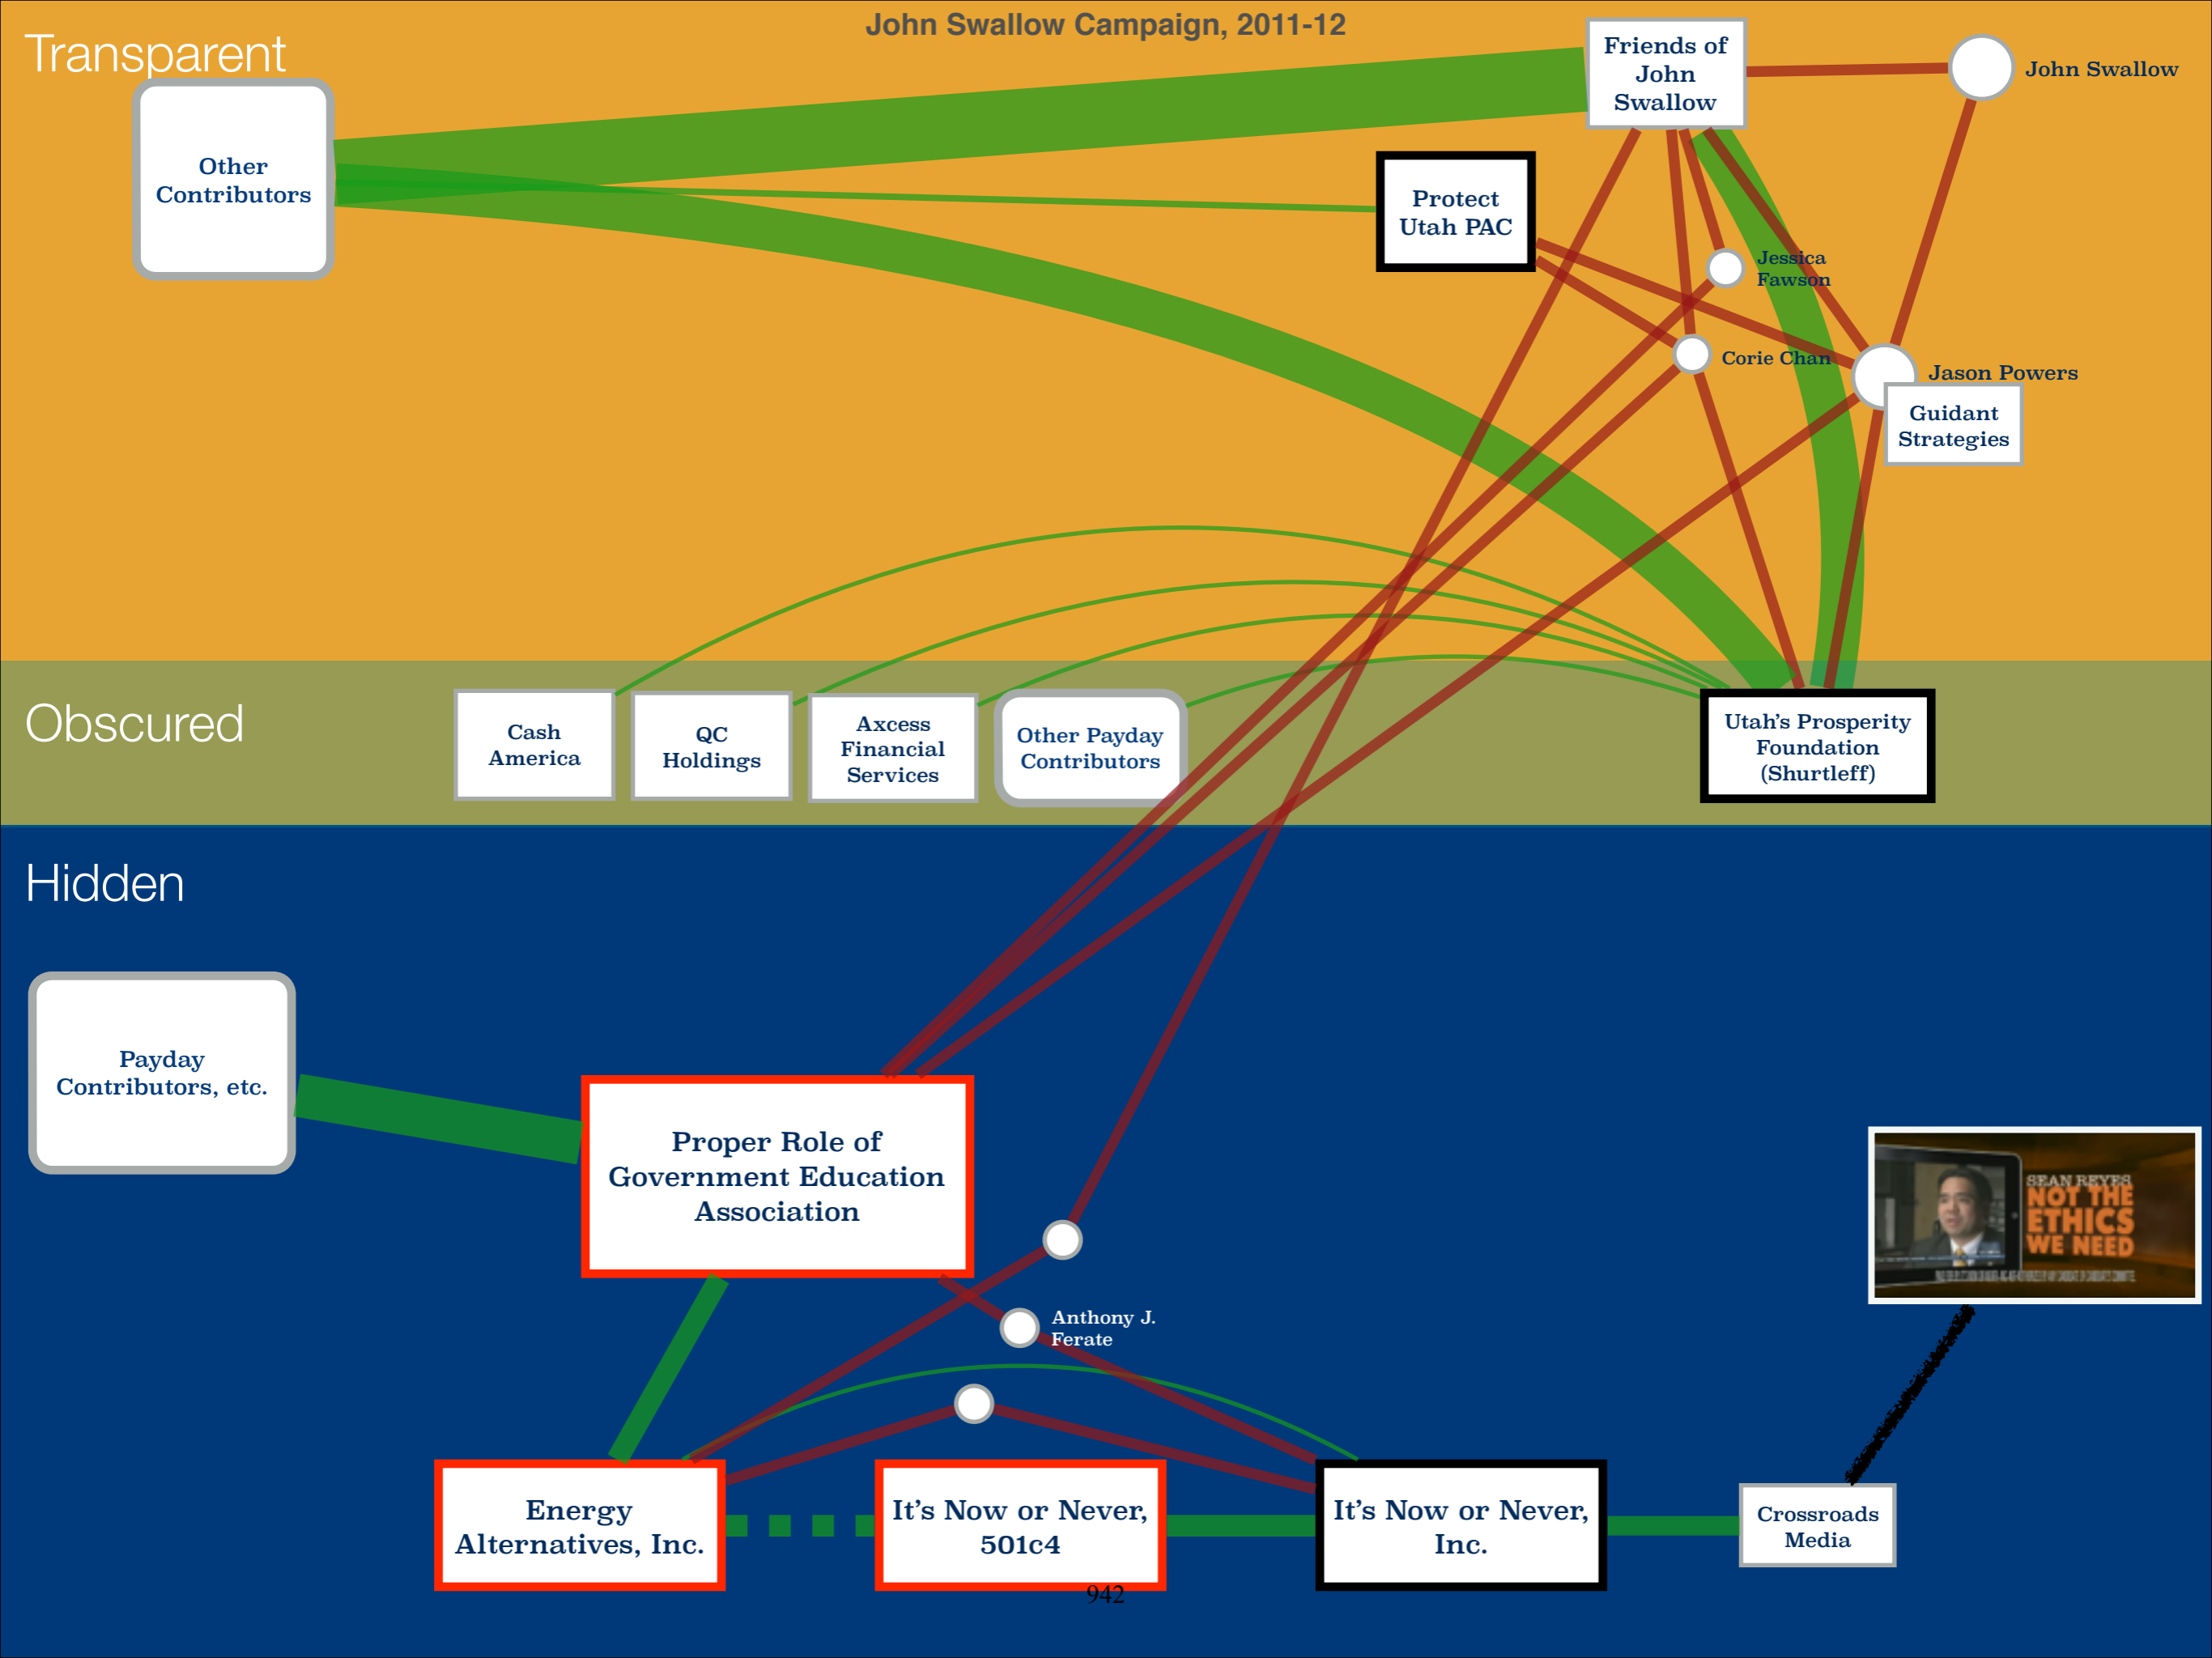 John Swallow Campaign, 2011-12
Transparent
Friends of
John
Swallow
John Swallow
Other
Contributors
Protect
Utah PAC
Jessica
Fawson
Corie Chan
Jason Powers
Guidant
Strategies
Obscured
Cash
America
QC
Holdings
Axcess
Financial
Services
Other Payday
Contributors
Utah's Prosperity
Foundation
(Shurtleff)
Hidden
Payday
Contributors, etc.
Proper Role of
Government Education
Association
SEAN REYES
NOT THE
ETHICS
WE NEED
Anthony J.
Ferate
Energy
Alternatives, Inc.
It's Now or Never,
501c4
It's Now or Never,
Inc.
Crossroads
Media
942